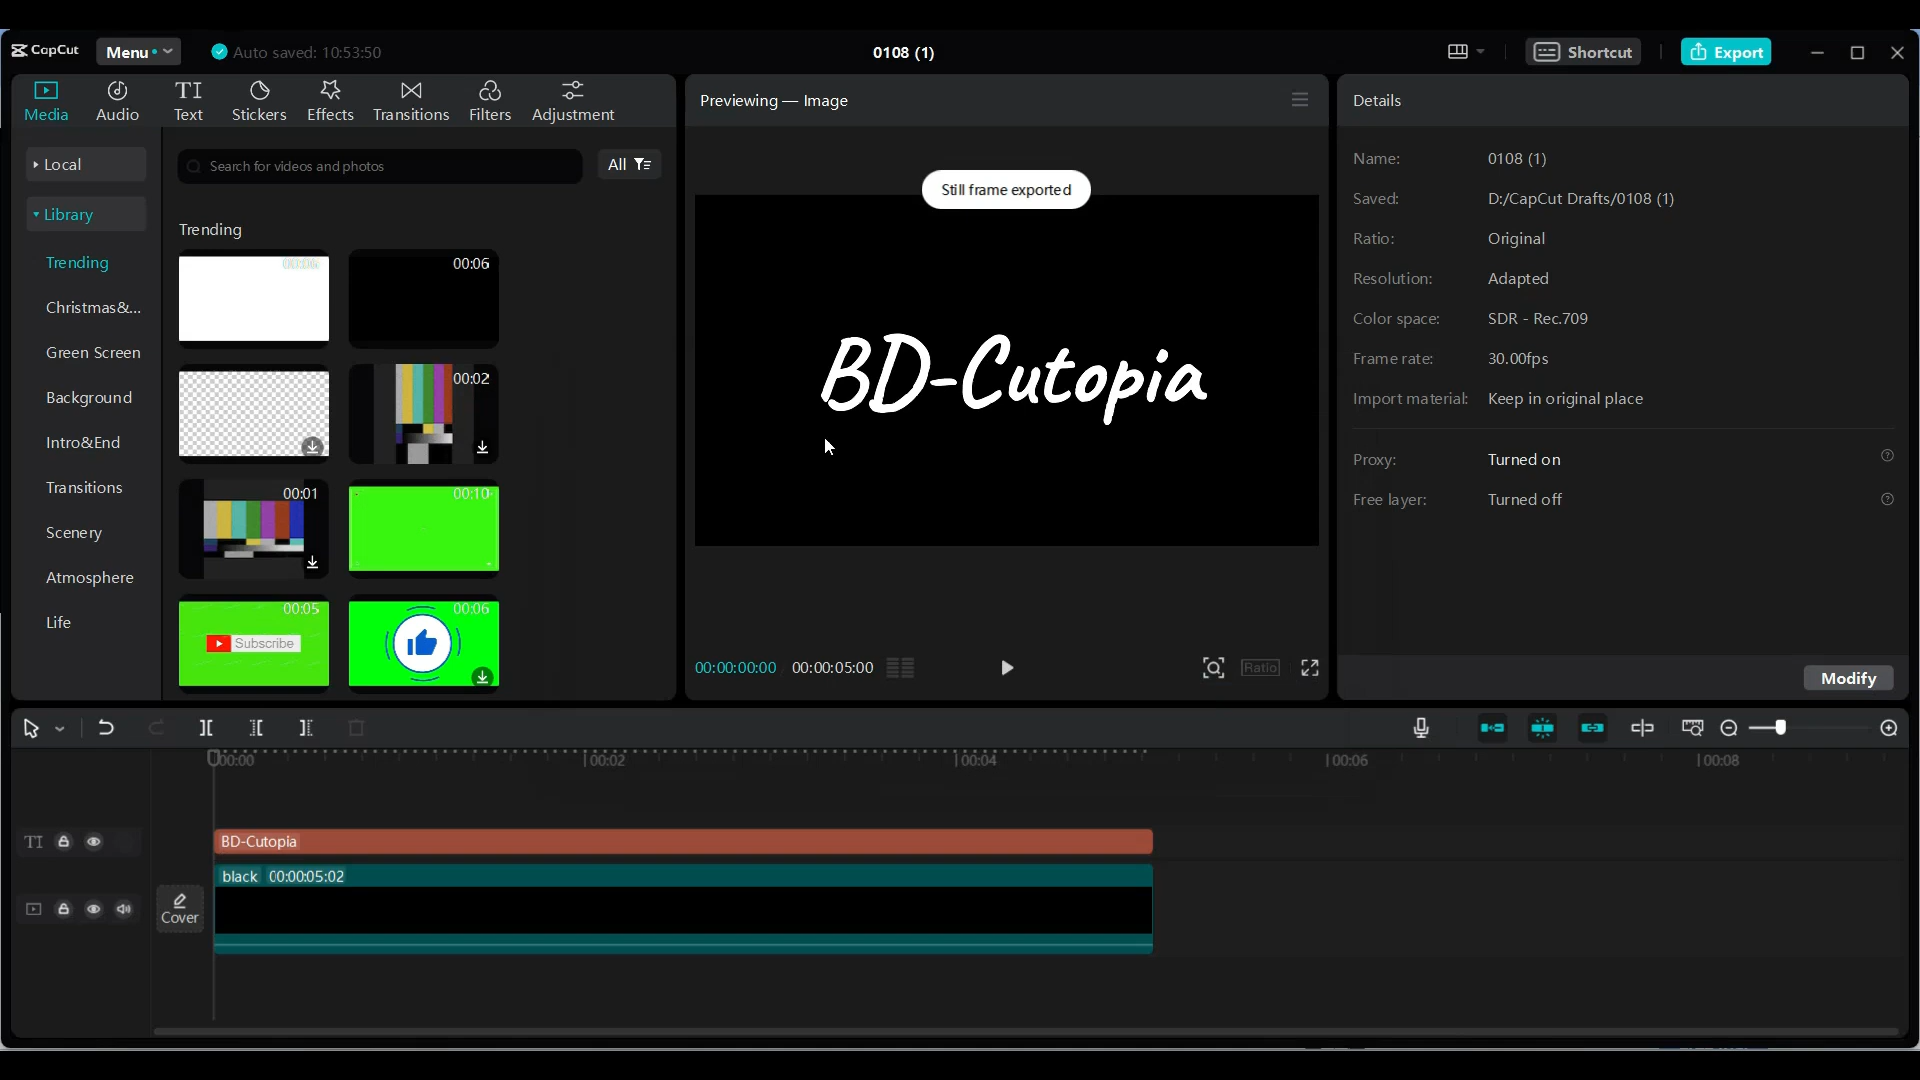 CapCut
Menu
Auto saved: 10:53:50
0108 (1)
Shortcut
Export
Media
Audio
TI
Text
Stickers
Effects
Transitions
Filters
Adjustment
Local
Library
Trending
Christmas&...
Green Screen
Background
Intro&End
Transitions
Scenery
Atmosphere
Life
Search for videos and photos
All
Trending
00:06
00:06
00:02
00:01
00:10
00:05
Subscribe
00:06
Previewing — Image
Still frame exported
BD-Cutopia
00:00:00:00
00:00:05:00
Ratio
Details
Name: 0108 (1)
Saved: D:/CapCut Drafts/0108 (1)
Ratio: Original
Resolution: Adapted
Color space: SDR - Rec.709
Frame rate: 30.00fps
Import material: Keep in original place
Proxy: Turned on
Free layer: Turned off
Modify
00:00
00:02
00:04
00:06
00:08
TI
BD-Cutopia
black 00:00:05:02
Cover